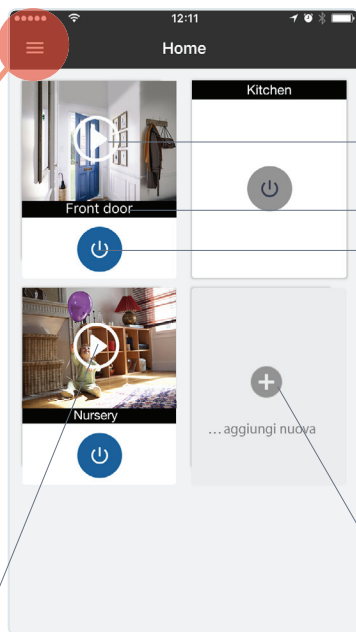 12:11
Home
Front door
Kitchen
Nursery
...aggiungi nuova